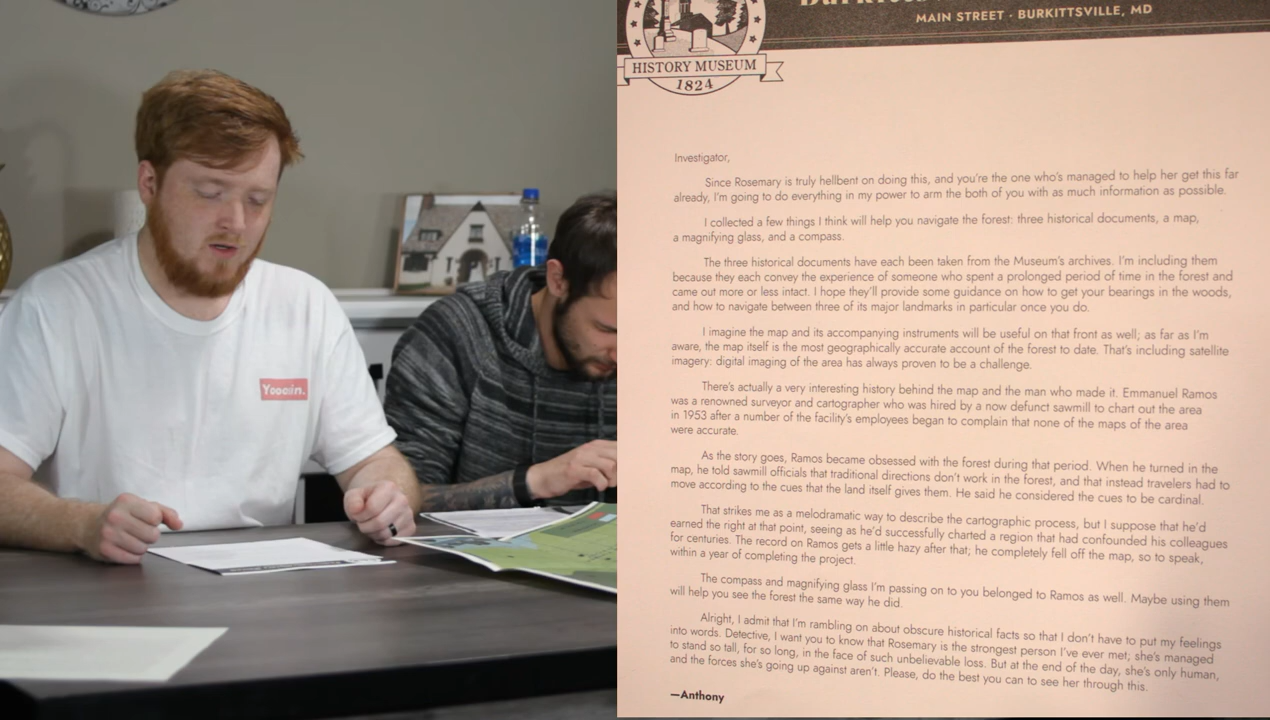 Yooain.
MAIN STREET · BURKITTSVILLE, MD
HISTORY MUSEUM
1824
Investigator,
Since Rosemary is truly hellbent on doing this, and you're the one who's managed to help her get this far
already, I'm going to do everything in my power to arm the both of you with as much information as possible.
I collected a few things I think will help you navigate the forest: three historical documents, a map,
a magnifying glass, and a compass.
The three historical documents have each been taken from the Museum's archives. I'm including them
because they each convey the experience of someone who spent a prolonged period of time in the forest and
came out more or less intact. I hope they'll provide some guidance on how to get your bearings in the woods,
and how to navigate between three of its major landmarks in particular once you do.
I imagine the map and its accompanying instruments will be useful on that front as well; as far as I'm
aware, the map itself is the most geographically accurate account of the forest to date. That's including satellite
imagery: digital imaging of the area has always proven to be a challenge.
There's actually a very interesting history behind the map and the man who made it. Emmanuel Ramos
was a renowned surveyor and cartographer who was hired by a now defunct sawmill to chart out the area
in 1953 after a number of the facility's employees began to complain that none of the maps of the area
were accurate.
As the story goes, Ramos became obsessed with the forest during that period. When he turned in the
map, he told sawmill officials that traditional directions don't work in the forest, and that instead travelers had to
move according to the cues that the land itself gives them. He said he considered the cues to be cardinal.
That strikes me as a melodramatic way to describe the cartographic process, but I suppose that he'd
earned the right at that point, seeing as he'd successfully charted a region that had confounded his colleagues
for centuries. The record on Ramos gets a little hazy after that; he completely fell off the map, so to speak,
within a year of completing the project.
The compass and magnifying glass I'm passing on to you belonged to Ramos as well. Maybe using them
will help you see the forest the same way he did.
Alright, I admit that I'm rambling on about obscure historical facts so that I don't have to put my feelings
into words. Detective, I want you to know that Rosemary is the strongest person I've ever met; she's managed
to stand so tall, for so long, in the face of such unbelievable loss. But at the end of the day, she's only human,
and the forces she's going up against aren't. Please, do the best you can to see her through this.
—Anthony